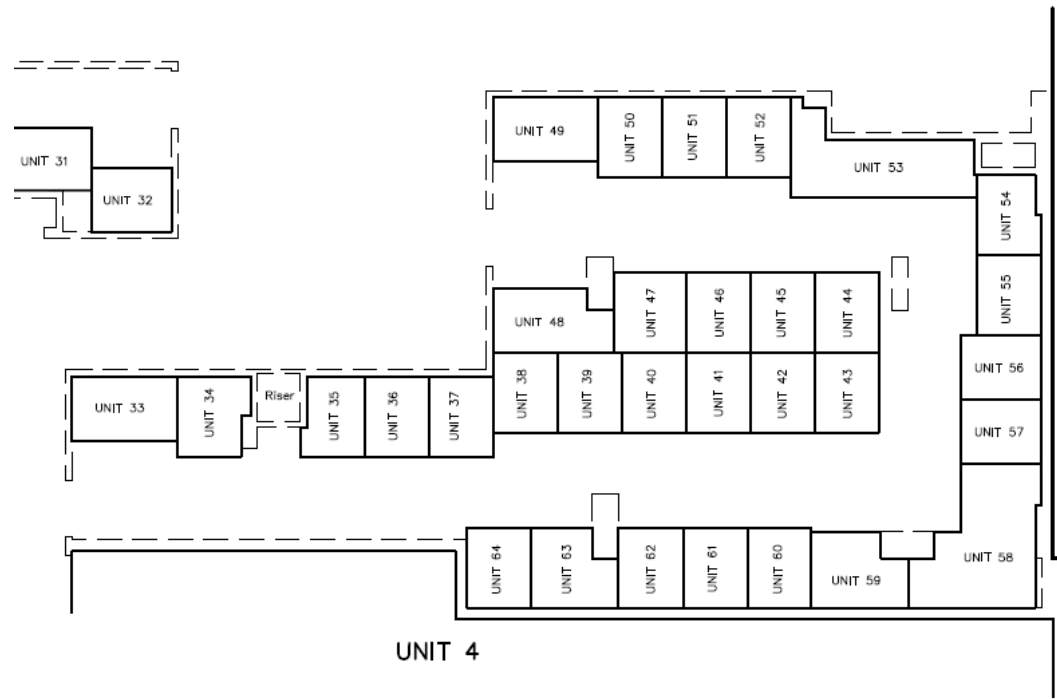 UNIT 31
UNIT 32
UNIT 49
UNIT 50
UNIT 51
UNIT 52
UNIT 53
UNIT 54
UNIT 55
UNIT 48
UNIT 47
UNIT 46
UNIT 45
UNIT 44
UNIT 56
UNIT 33
UNIT 34
Riser
UNIT 35
UNIT 36
UNIT 37
UNIT 38
UNIT 39
UNIT 40
UNIT 41
UNIT 42
UNIT 43
UNIT 57
UNIT 64
UNIT 63
UNIT 62
UNIT 61
UNIT 60
UNIT 59
UNIT 58
UNIT 4